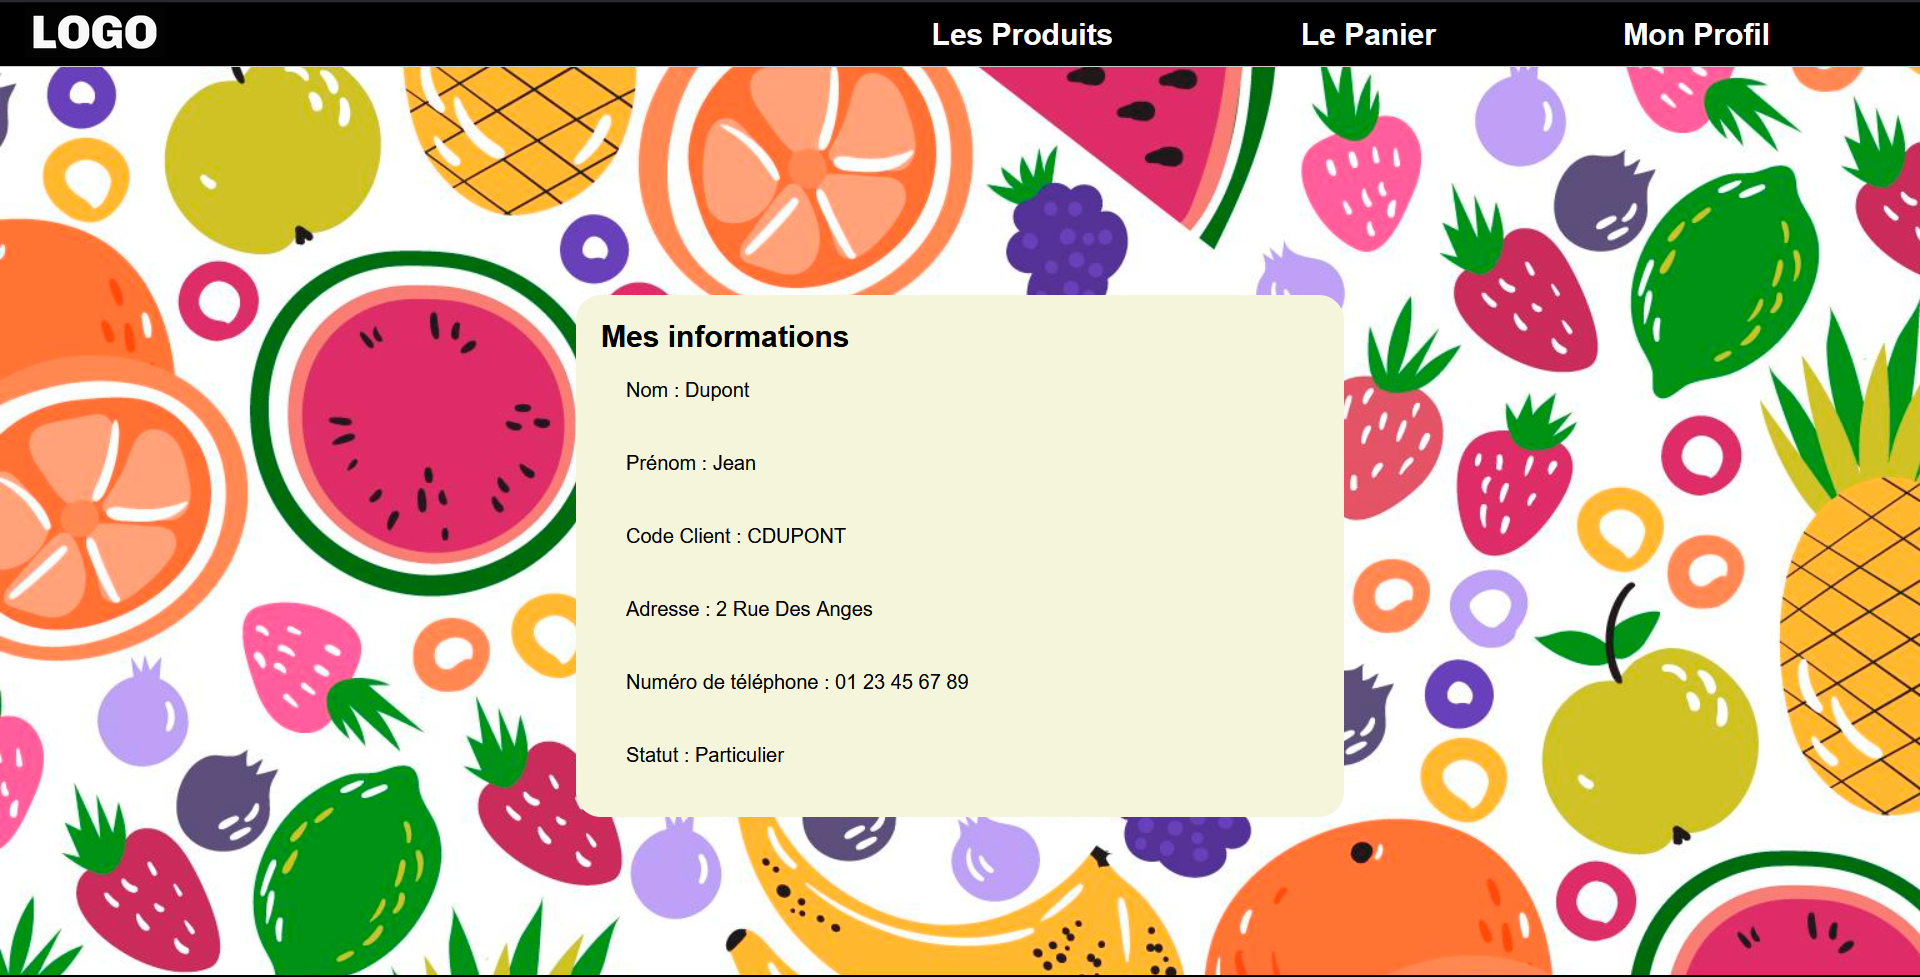 LOGO
Les Produits
Le Panier
Mon Profil
Mes informations
Nom : Dupont
Prénom : Jean
Code Client : CDUPONT
Adresse : 2 Rue Des Anges
Numéro de téléphone : 01 23 45 67 89
Statut : Particulier